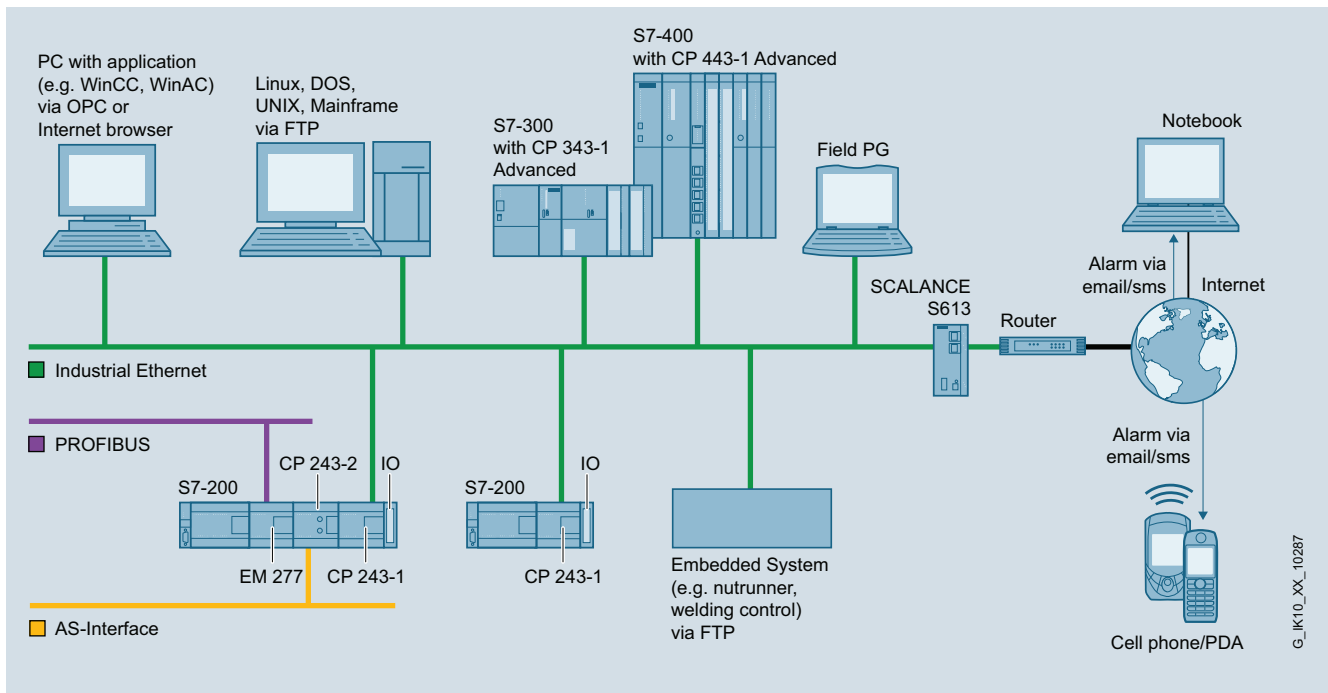 PC with application
(e.g. WinCC, WinAC)
via OPC or
Internet browser
Linux, DOS,
UNIX, Mainframe
via FTP
S7-300
with CP 343-1
Advanced
S7-400
with CP 443-1 Advanced
Field PG
Notebook
Alarm via
email/sms
Internet
SCALANCE
S613
Router
Industrial Ethernet
PROFIBUS
S7-200
CP 243-2
IO
EM 277
CP 243-1
S7-200
IO
CP 243-1
AS-Interface
Embedded System
(e.g. nutrunner,
welding control)
via FTP
Alarm via
email/sms
Cell phone/PDA
G_IK10_XX_10287